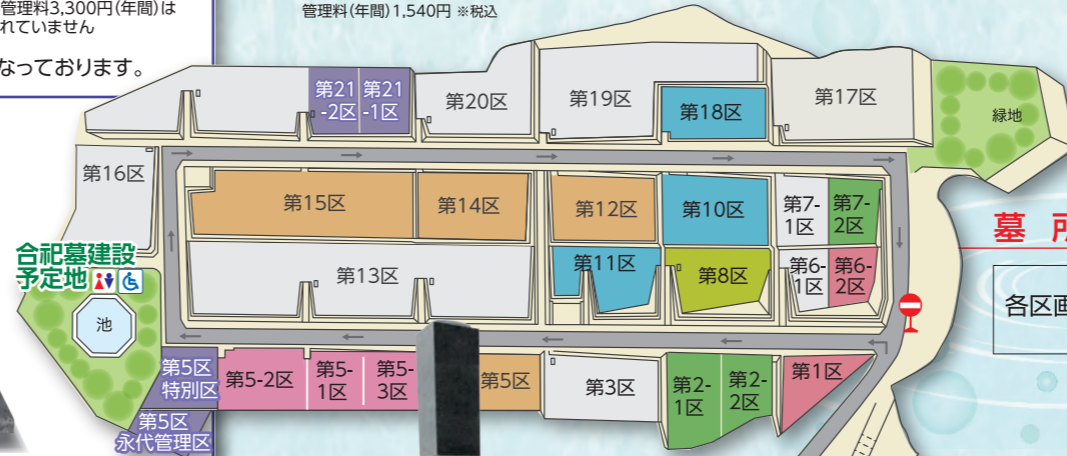 管理料3,300円(年間)は
れていません
なっております。
管理料(年間)1,540円 ※税込
第21
-2区
第21
-1区
第20区
第19区
第18区
第17区
緑地
第16区
第15区
第14区
第12区
第10区
第7-
1区
第7-
2区
合祀墓建設
予定地
第13区
第11区
第8区
第6-
1区
第6-
2区
池
墓 所
各区画
第5区
特別区
第5-2区
第5-
1区
第5-
3区
第5区
第3区
第2-
1区
第2-
2区
第1区
第5区
永代管理区